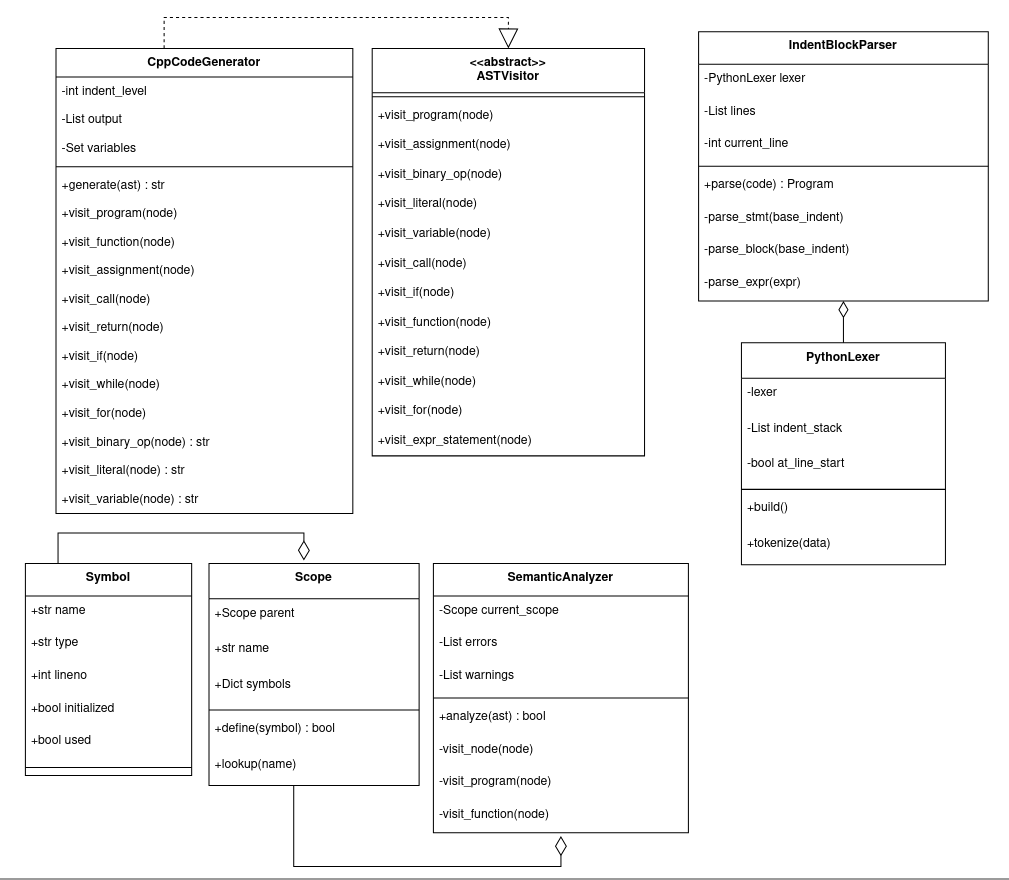 CppCodeGenerator
-int indent_level
-List output
-Set variables
+generate(ast) : str
+visit_program(node)
+visit_function(node)
+visit_assignment(node)
+visit_call(node)
+visit_return(node)
+visit_if(node)
+visit_while(node)
+visit_for(node)
+visit_binary_op(node) : str
+visit_literal(node) : str
+visit_variable(node) : str
<<abstract>>
ASTVisitor
+visit_program(node)
+visit_assignment(node)
+visit_binary_op(node)
+visit_literal(node)
+visit_variable(node)
+visit_call(node)
+visit_if(node)
+visit_function(node)
+visit_return(node)
+visit_while(node)
+visit_for(node)
+visit_expr_statement(node)
IndentBlockParser
-PythonLexer lexer
-List lines
-int current_line
+parse(code) : Program
-parse_stmt(base_indent)
-parse_block(base_indent)
-parse_expr(expr)
PythonLexer
-lexer
-List indent_stack
-bool at_line_start
+build()
+tokenize(data)
Symbol
+str name
+str type
+int lineno
+bool initialized
+bool used
Scope
+Scope parent
+str name
+Dict symbols
+define(symbol) : bool
+lookup(name)
SemanticAnalyzer
-Scope current_scope
-List errors
-List warnings
+analyze(ast) : bool
-visit_node(node)
-visit_program(node)
-visit_function(node)